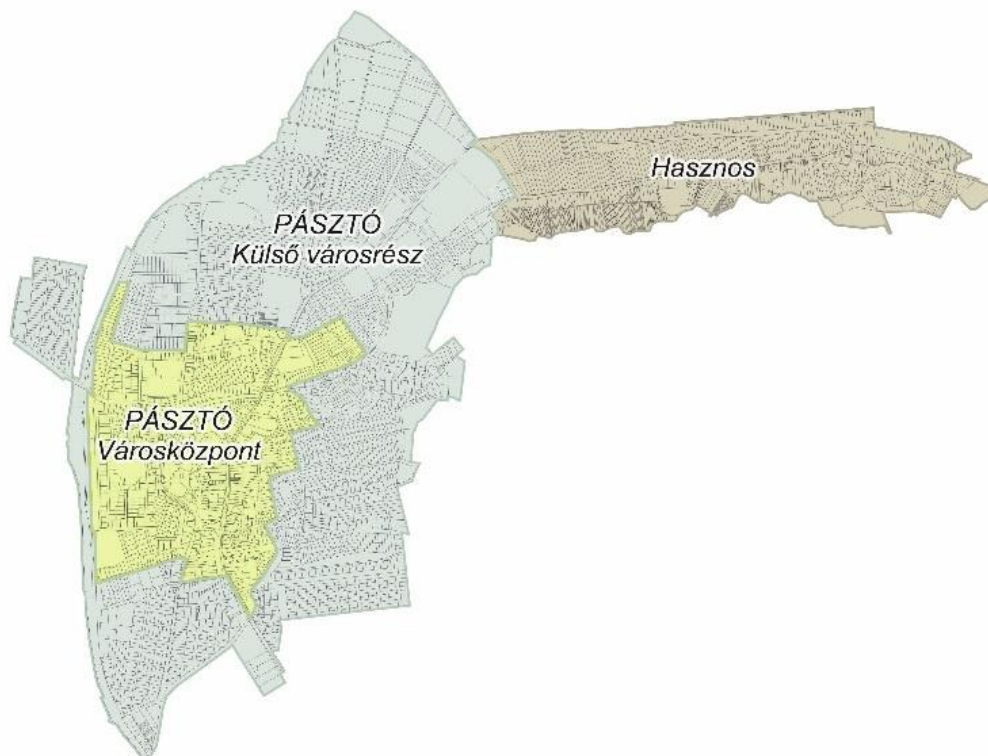 Hasznos
PÁSZTÓ
Külső városrész
PÁSZTÓ
Városközpont